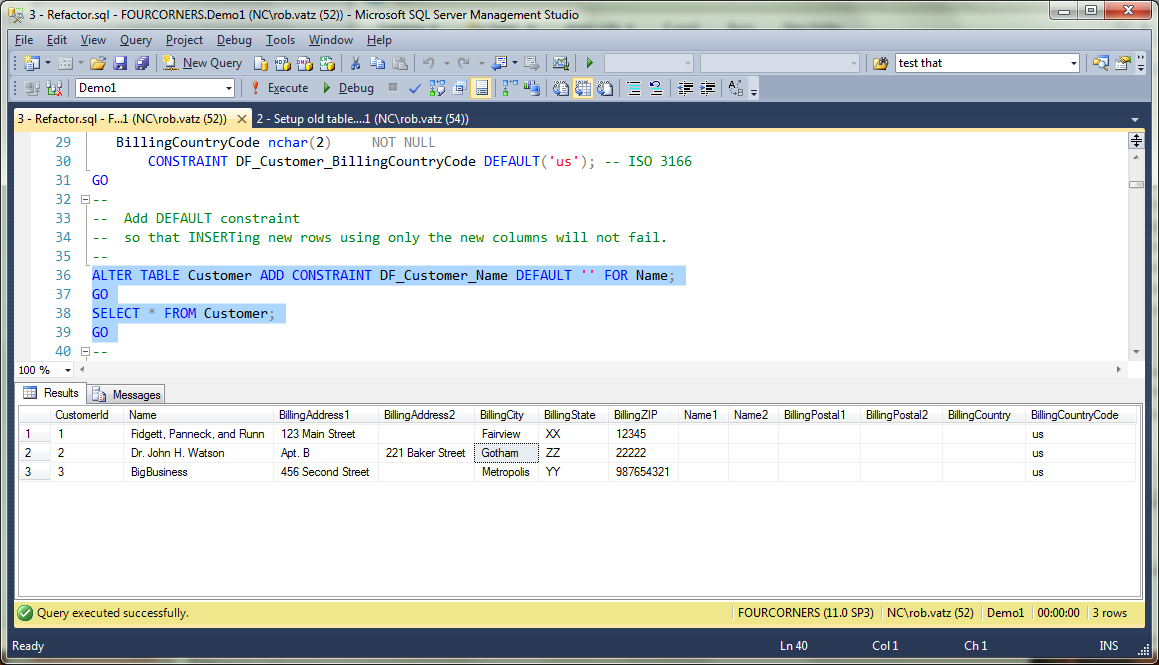 3 - Refactor.sql - FOURCORNERS.Demo1 (NC\rob.vatz (52)) - Microsoft SQL Server Management Studio
File Edit View Query Project Debug Tools Window Help
New Query test that
Demo1 Execute Debug
3 - Refactor.sql - F...1 (NC\rob.vatz (52)) 2 - Setup old table....1 (NC\rob.vatz (54))
29 BillingCountryCode nchar(2) NOT NULL
30 CONSTRAINT DF_Customer_BillingCountryCode DEFAULT('us'); -- ISO 3166
31 GO
32 --
33 -- Add DEFAULT constraint
34 -- so that INSERTing new rows using only the new columns will not fail.
35 --
36 ALTER TABLE Customer ADD CONSTRAINT DF_Customer_Name DEFAULT '' FOR Name;
37 GO
38 SELECT * FROM Customer;
39 GO
40 --
100 %
Results Messages
CustomerId Name BillingAddress1 BillingAddress2 BillingCity BillingState BillingZIP Name1 Name2 BillingPostal1 BillingPostal2 BillingCountry BillingCountryCode
1 1 Fidgett, Panneck, and Runn 123 Main Street Fairview XX 12345 us
2 2 Dr. John H. Watson Apt. B 221 Baker Street Gotham ZZ 22222 us
3 3 BigBusiness 456 Second Street Metropolis YY 987654321 us
Query executed successfully. FOURCORNERS (11.0 SP3) NC\rob.vatz (52) Demo1 00:00:00 3 rows
Ready Ln 40 Col 1 Ch 1 INS